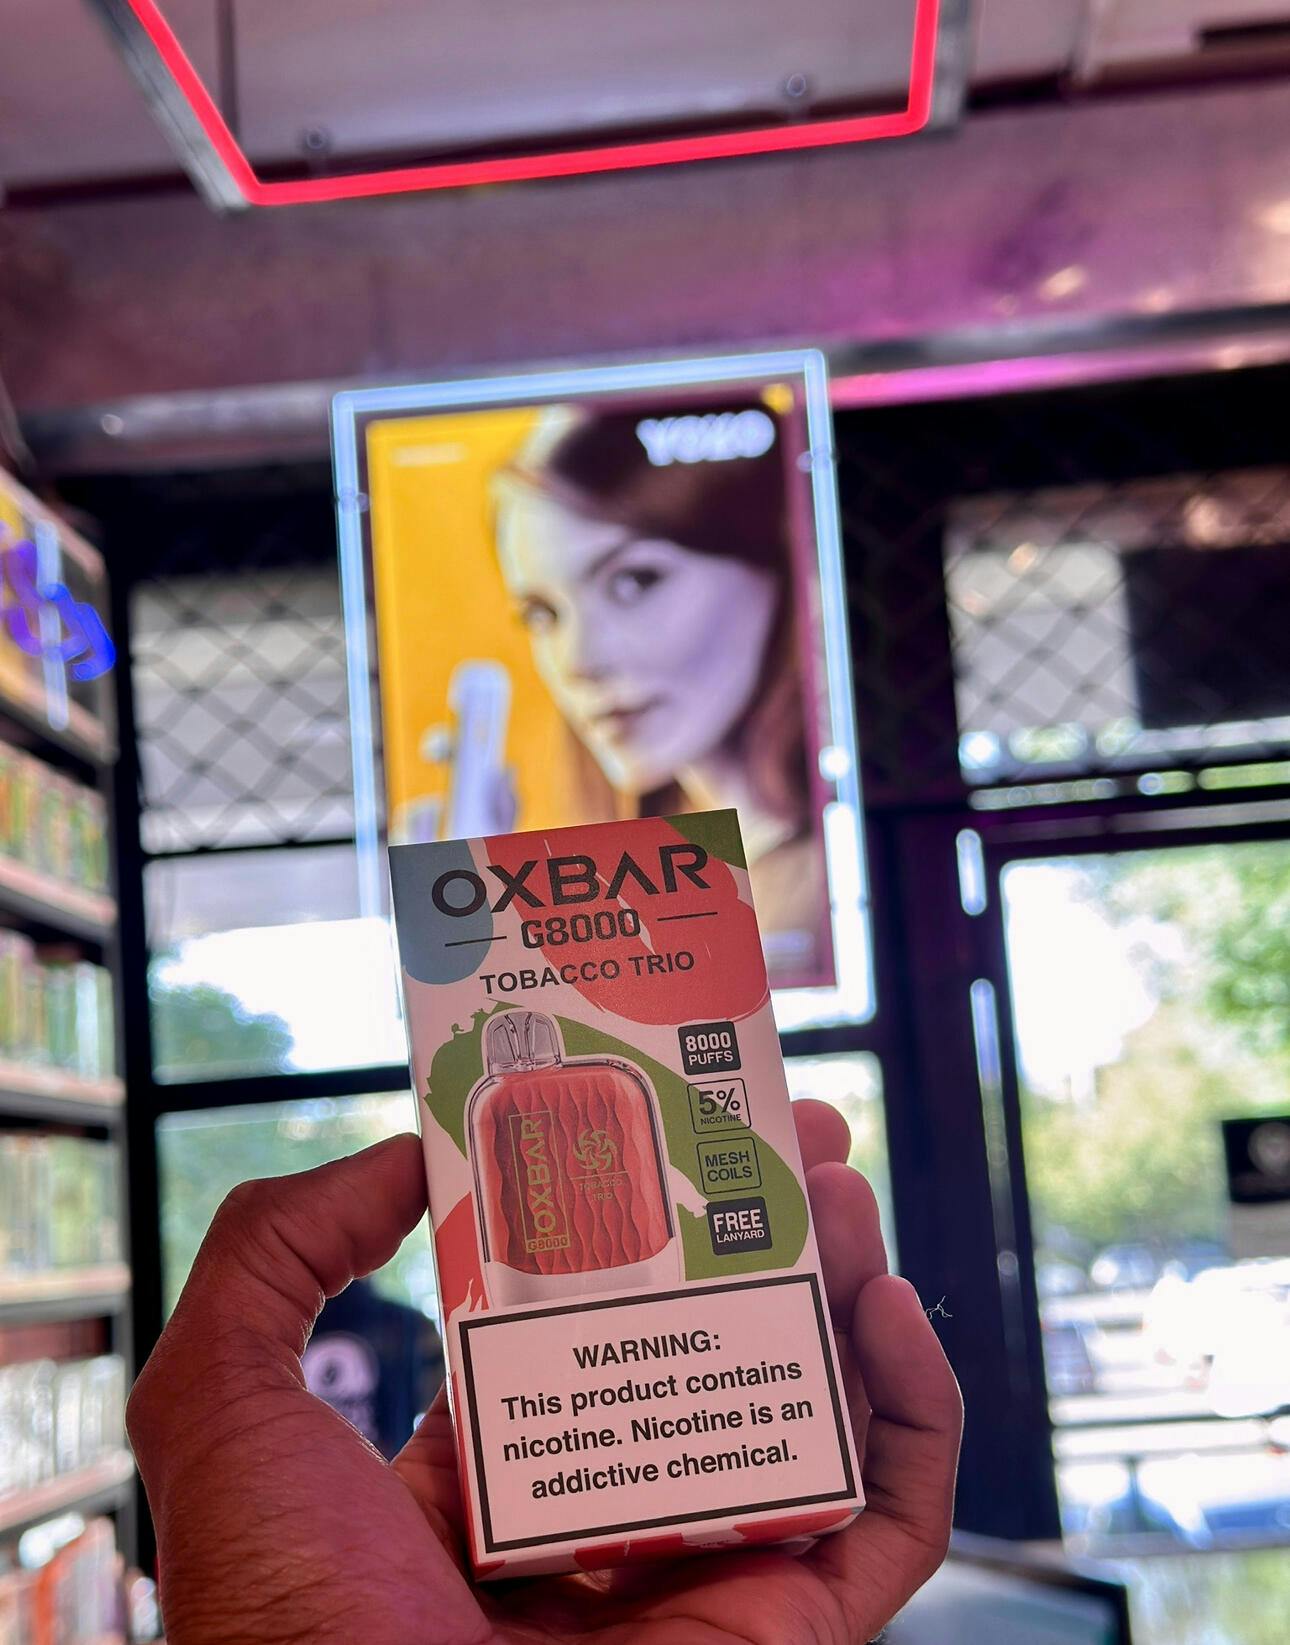 YOKO
OXBAR
G8000
TOBACCO TRIO
8000
PUFFS
5%
NICOTINE
MESH
COILS
FREE
LANYARD
OXBAR
G8000
TOBACCO
TRIO
WARNING:
This product contains
nicotine. Nicotine is an
addictive chemical.